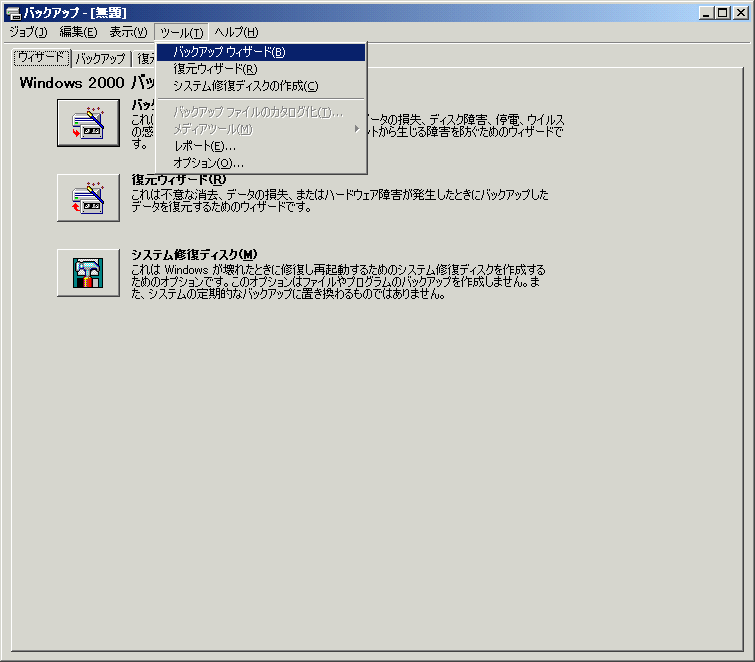 バックアップ - [無題]
ジョブ(J) 編集(E) 表示(V) ツール(T) ヘルプ(H)
ウィザード バックアップ 復元
バックアップ ウィザード(B)
復元ウィザード(R)
システム修復ディスクの作成(C)
バックアップ ファイルのカタログ化(T)...
メディアツール(M)
レポート(E)...
オプション(O)...
Windows 2000 バッ
バッ
これ データの損失、ディスク障害、停電、ウイルス
の感 ットから生じる障害を防ぐためのウィザードで
す。
復元ウィザード(R)
これは不意な消去、データの損失、またはハードウェア障害が発生したときにバックアップした
データを復元するためのウィザードです。
システム修復ディスク(M)
これは Windows が壊れたときに修復し再起動するためのシステム修復ディスクを作成する
ためのオプションです。このオプションはファイルやプログラムのバックアップを作成しません。ま
た、システムの定期的なバックアップに置き換わるものではありません。